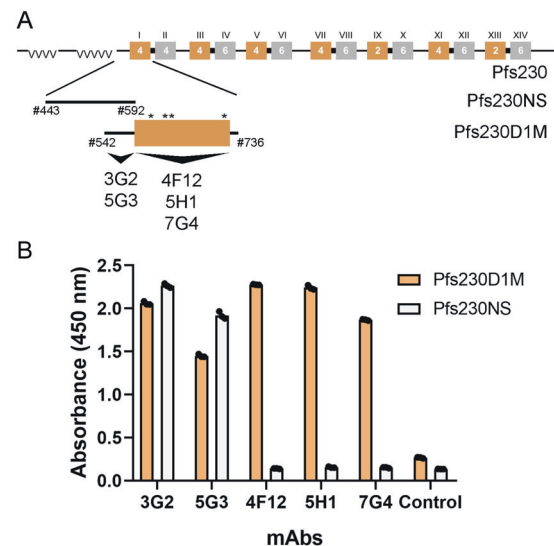 A
I II III IV V VI VII VIII IX X XI XII XIII XIV
4 6 4 6 4 6 4 6 2 6 4 6 2 6
Pfs230
#443 #592
Pfs230NS
* ** *
Pfs230D1M
#542 #736
3G2 4F12
5G3 5H1
7G4
B
Absorbance (450 nm)
2.5
2.0
1.5
1.0
0.5
0.0
Pfs230D1M
Pfs230NS
3G2 5G3 4F12 5H1 7G4 Control
mAbs